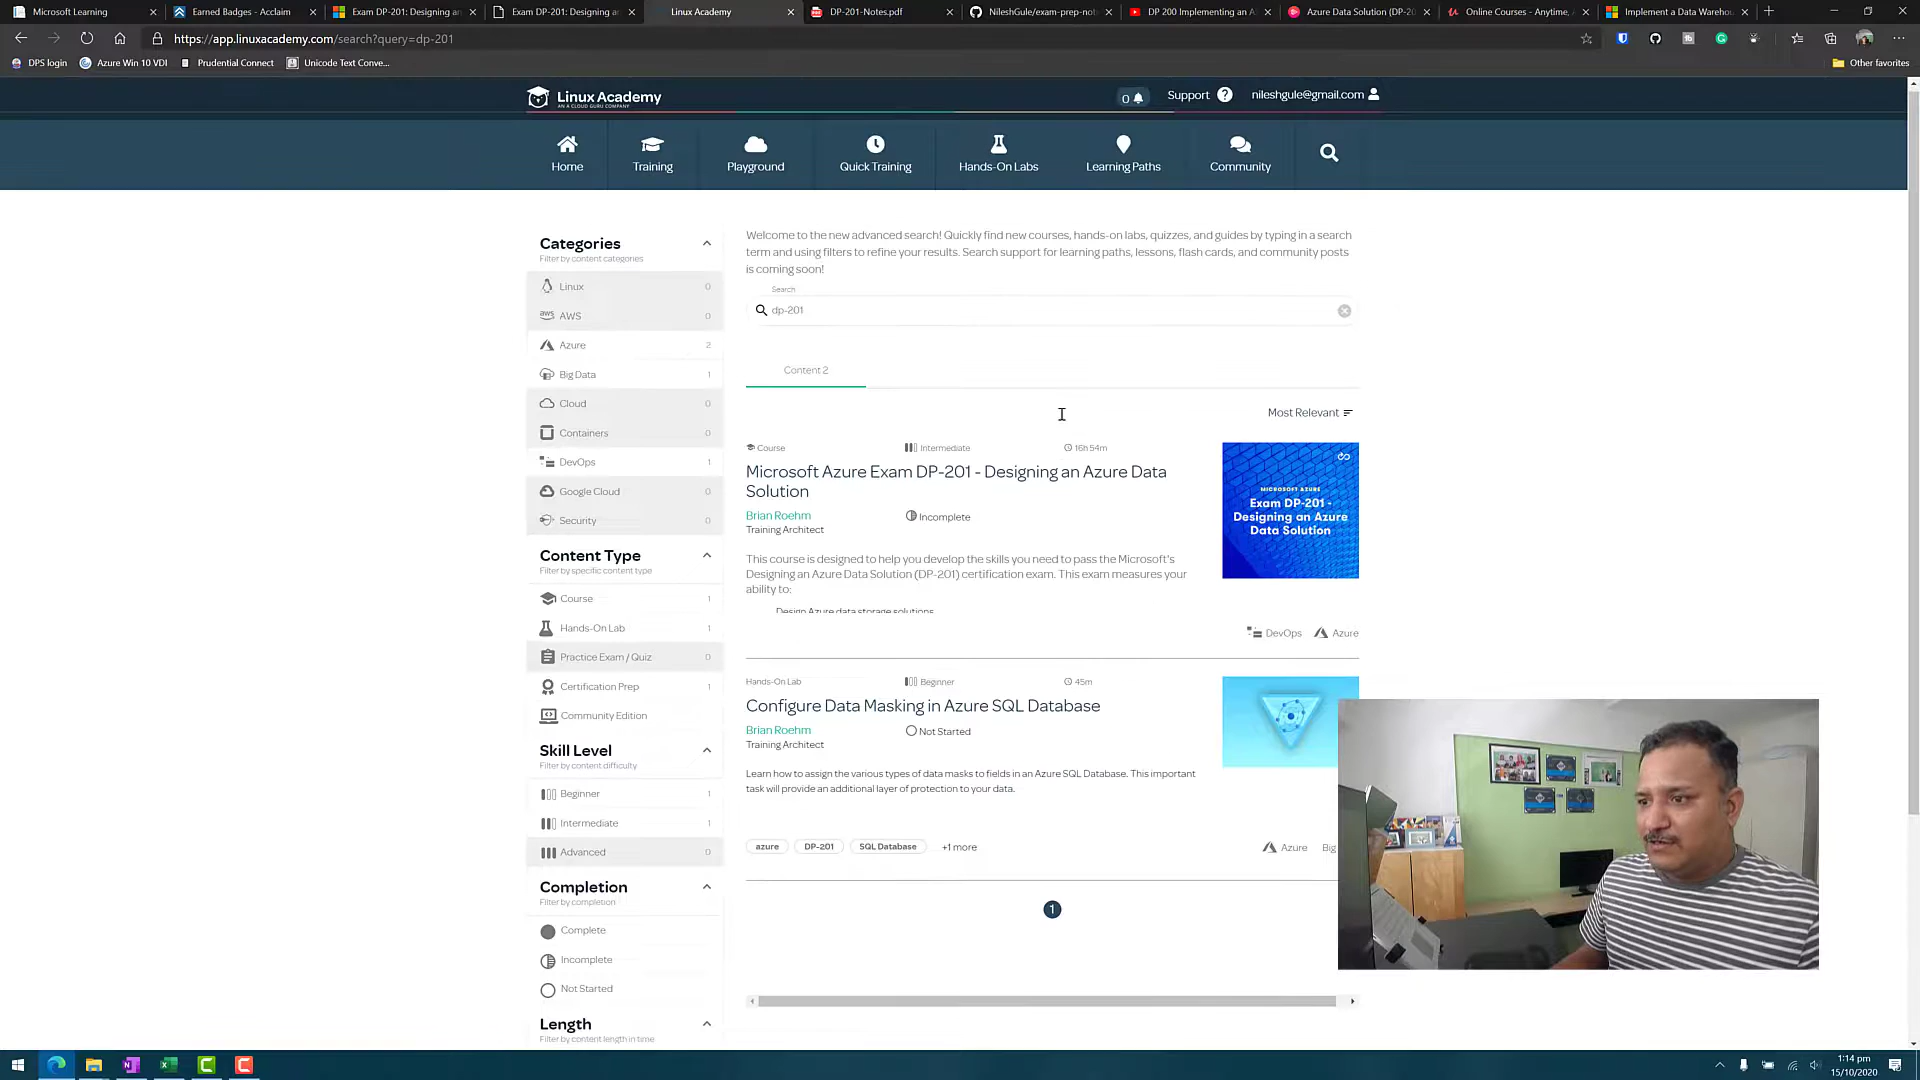 Microsoft Learning
Earned Badges - Acclaim
Exam DP-201: Designing an
Exam DP-201: Designing an
Linux Academy
DP-201-Notes.pdf
NileshGule/exam-prep-not
DP 200 Implementing an A
Azure Data Solution (DP-20
Online Courses - Anytime, A
Implement a Data Warehou
https://app.linuxacademy.com/search?query=dp-201
DPS login
Azure Win 10 VDI
Prudential Connect
Unicode Text Conve...
Other favorites
Linux Academy
AN A CLOUD GURU COMPANY
0
Support
nileshgule@gmail.com
Home
Training
Playground
Quick Training
Hands-On Labs
Learning Paths
Community
Categories
Filter by content categories
Linux 0
AWS 0
Azure 2
Big Data 1
Cloud 0
Containers 0
DevOps 1
Google Cloud 0
Security 0
Content Type
Filter by specific content type
Course 1
Hands-On Lab 1
Practice Exam / Quiz 0
Certification Prep 1
Community Edition
Skill Level
Filter by content difficulty
Beginner 1
Intermediate 1
Advanced 0
Completion
Filter by completion
Complete
Incomplete
Not Started
Length
Filter by content length in time
Welcome to the new advanced search! Quickly find new courses, hands-on labs, quizzes, and guides by typing in a search
term and using filters to refine your results. Search support for learning paths, lessons, flash cards, and community posts
is coming soon!
Search
dp-201
Content 2
Most Relevant
Course
Intermediate
16h 54m
Microsoft Azure Exam DP-201 - Designing an Azure Data
Solution
Brian Roehm
Training Architect
Incomplete
This course is designed to help you develop the skills you need to pass the Microsoft's
Designing an Azure Data Solution (DP-201) certification exam. This exam measures your
ability to:
Design Azure data storage solutions
MICROSOFT AZURE
Exam DP-201 -
Designing an Azure
Data Solution
DevOps
Azure
Hands-On Lab
Beginner
45m
Configure Data Masking in Azure SQL Database
Brian Roehm
Training Architect
Not Started
Learn how to assign the various types of data masks to fields in an Azure SQL Database. This important
task will provide an additional layer of protection to your data.
azure
DP-201
SQL Database
+1 more
Azure
Big
1
1:14 pm
15/10/2020